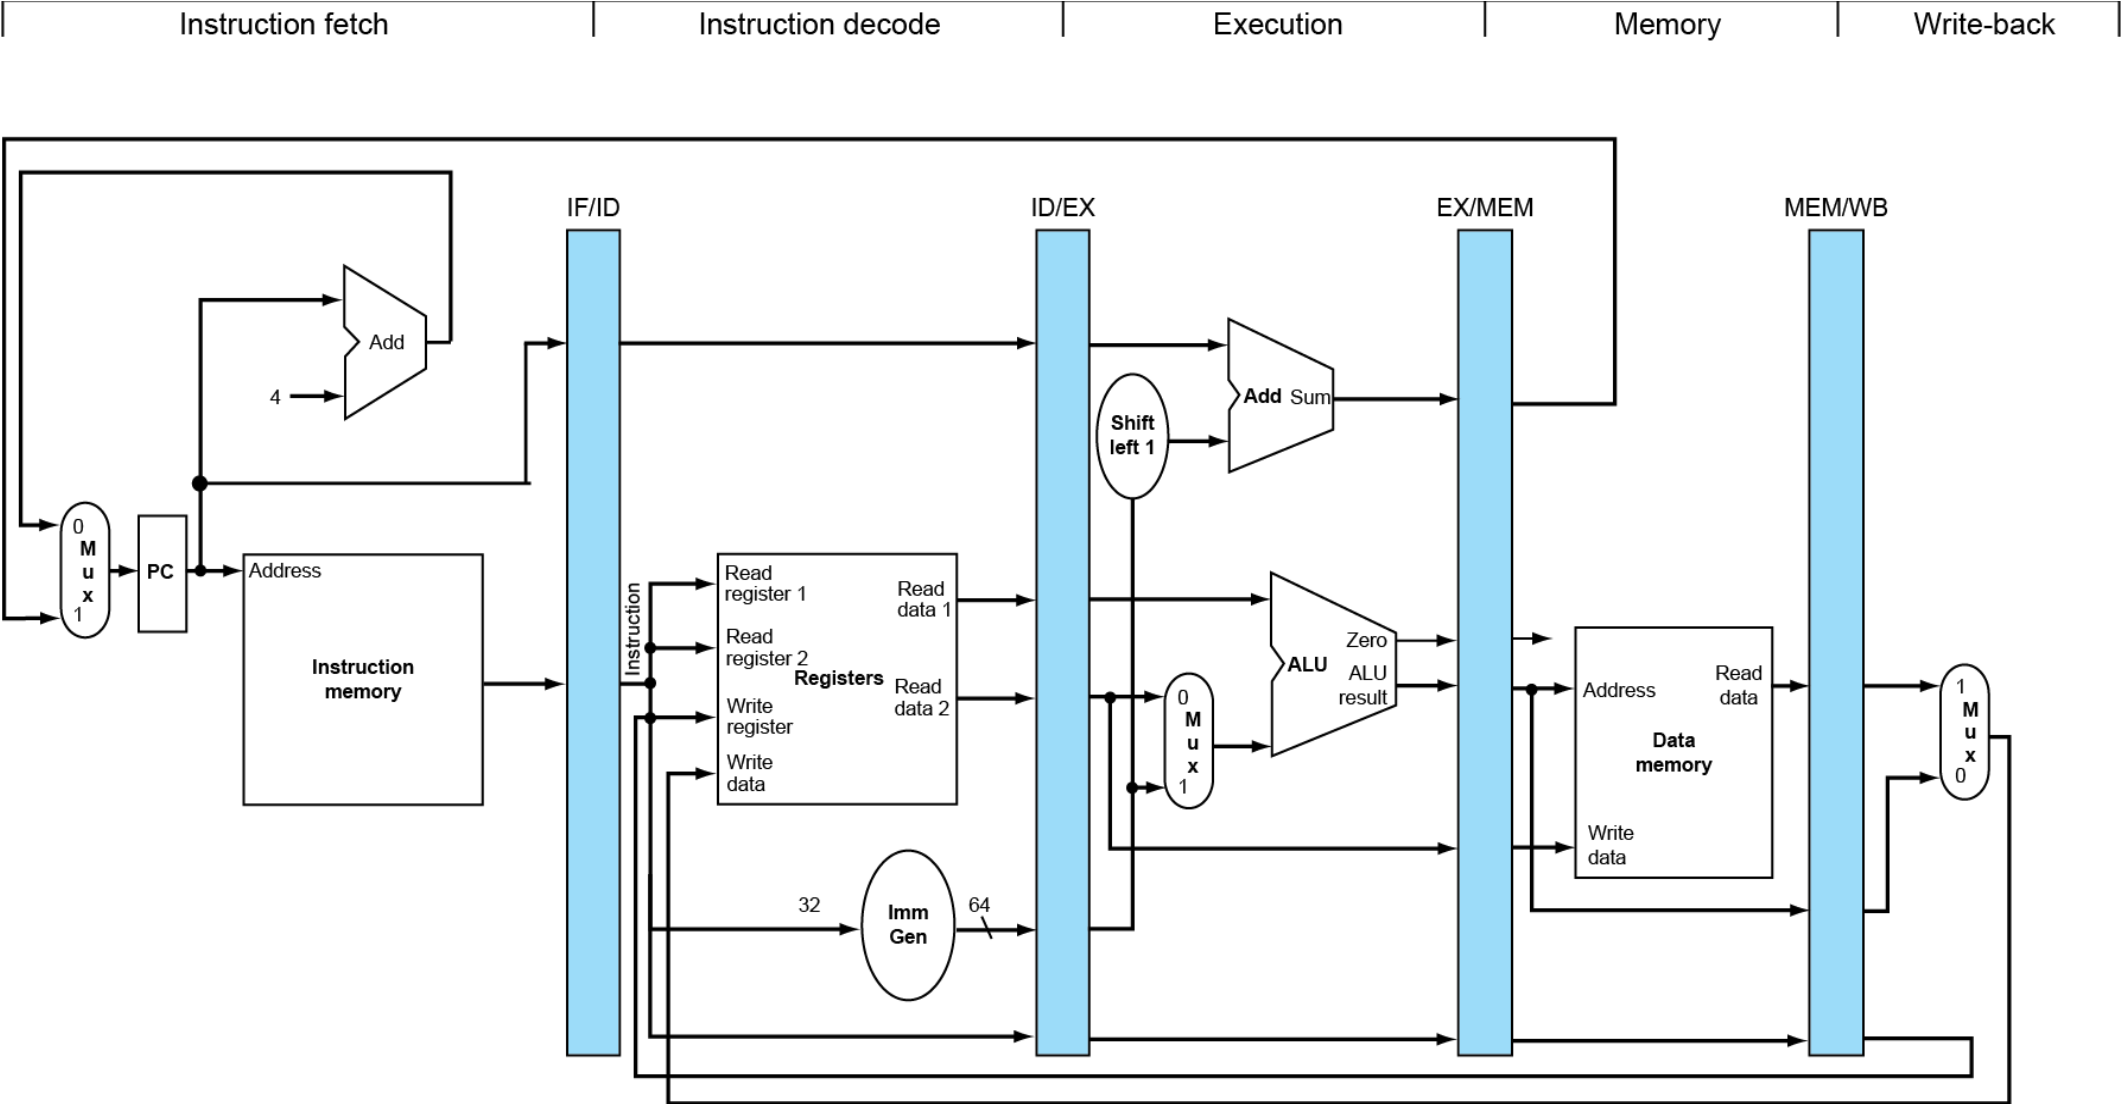 Instruction fetch
Instruction decode
Execution
Memory
Write-back
IF/ID
ID/EX
EX/MEM
MEM/WB
Add
4
0
M
u
x
1
PC
Address
Instruction
memory
Instruction
Read
register 1
Read
register 2
Registers
Write
register
Write
data
Read
data 1
Read
data 2
32
Imm
Gen
64
Shift
left 1
Add Sum
0
M
u
x
1
ALU
Zero
ALU
result
Address
Read
data
Data
memory
Write
data
1
M
u
x
0